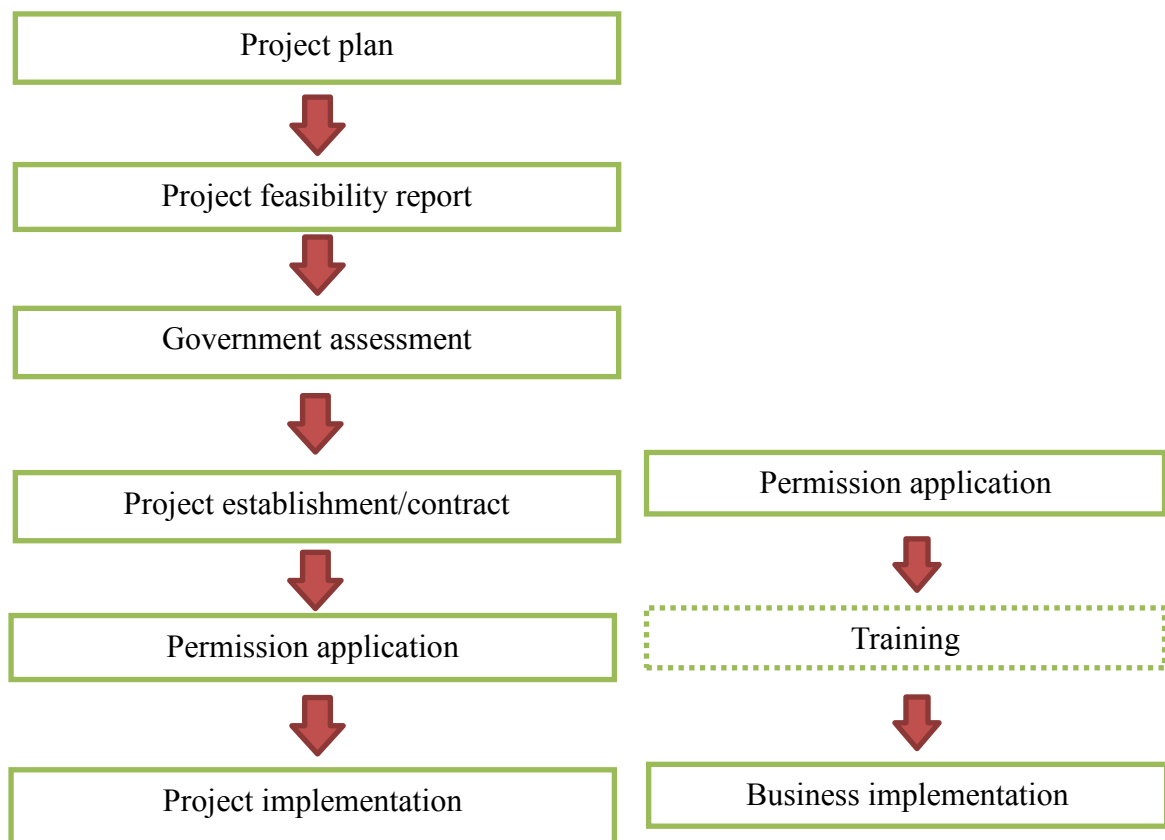 Project plan
Project feasibility report
Government assessment
Project establishment/contract
Permission application
Project implementation
Permission application
Training
Business implementation